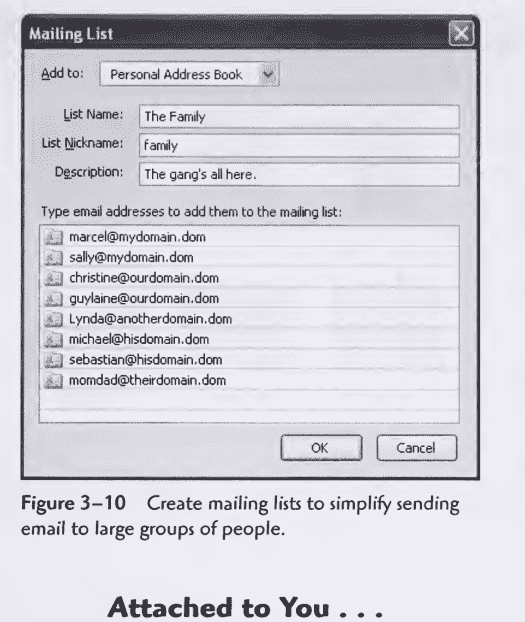 Mailing List
Add to: Personal Address Book
List Name: The Family
List Nickname: family
Description: The gang's all here.
Type email addresses to add them to the mailing list:
marcel@mydomain.dom
sally@mydomain.dom
christine@ourdomain.dom
guylaine@ourdomain.dom
Lynda@anotherdomain.dom
michael@hisdomain.dom
sebastian@hisdomain.dom
momdad@theirdomain.dom
OK Cancel
Figure 3–10 Create mailing lists to simplify sending
email to large groups of people.
Attached to You . . .